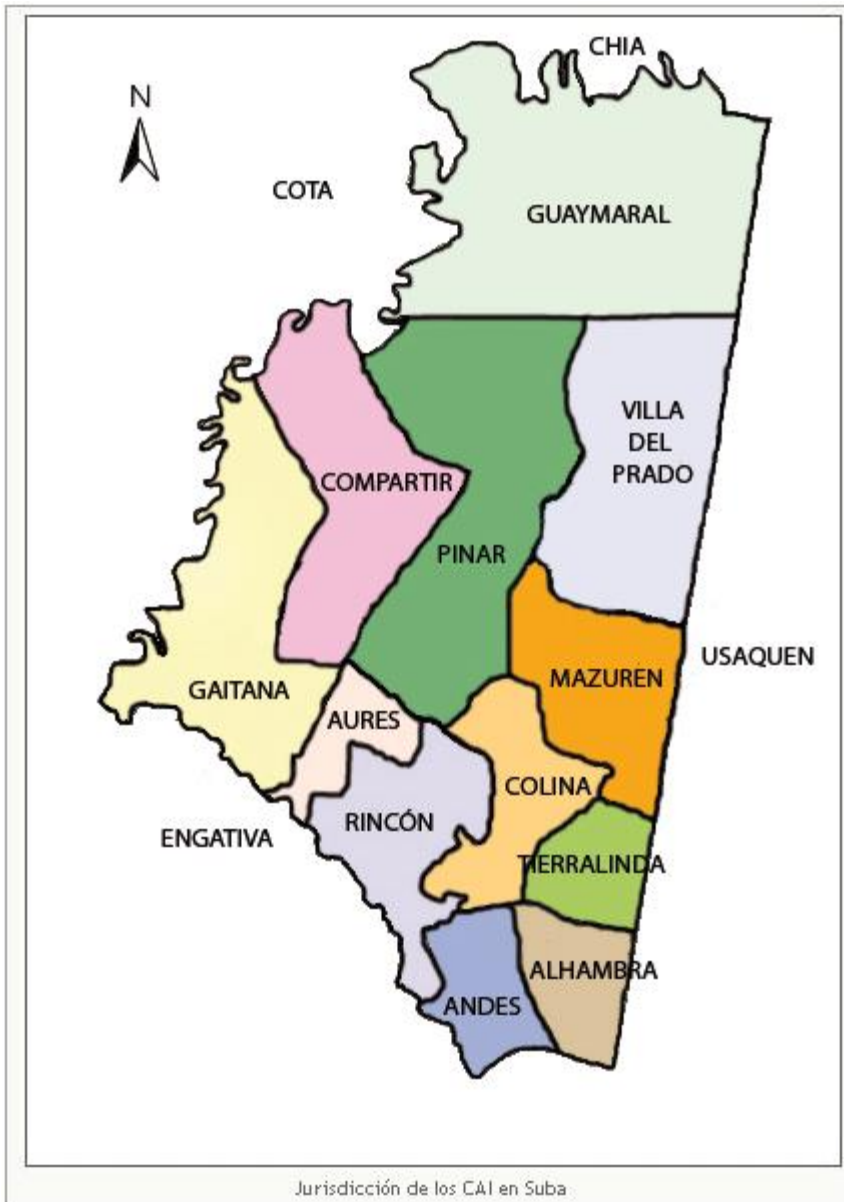 CHIA
N
COTA
GUAYMARAL
VILLA
DEL
PRADO
COMPARTIR
PINAR
USAQUEN
MAZURÉN
GAITANA
AURES
COLINA
RINCÓN
ENGATIVA
TIERRALINDA
ALHAMBRA
ANDES
Jurisdicción de los CAI en Suba